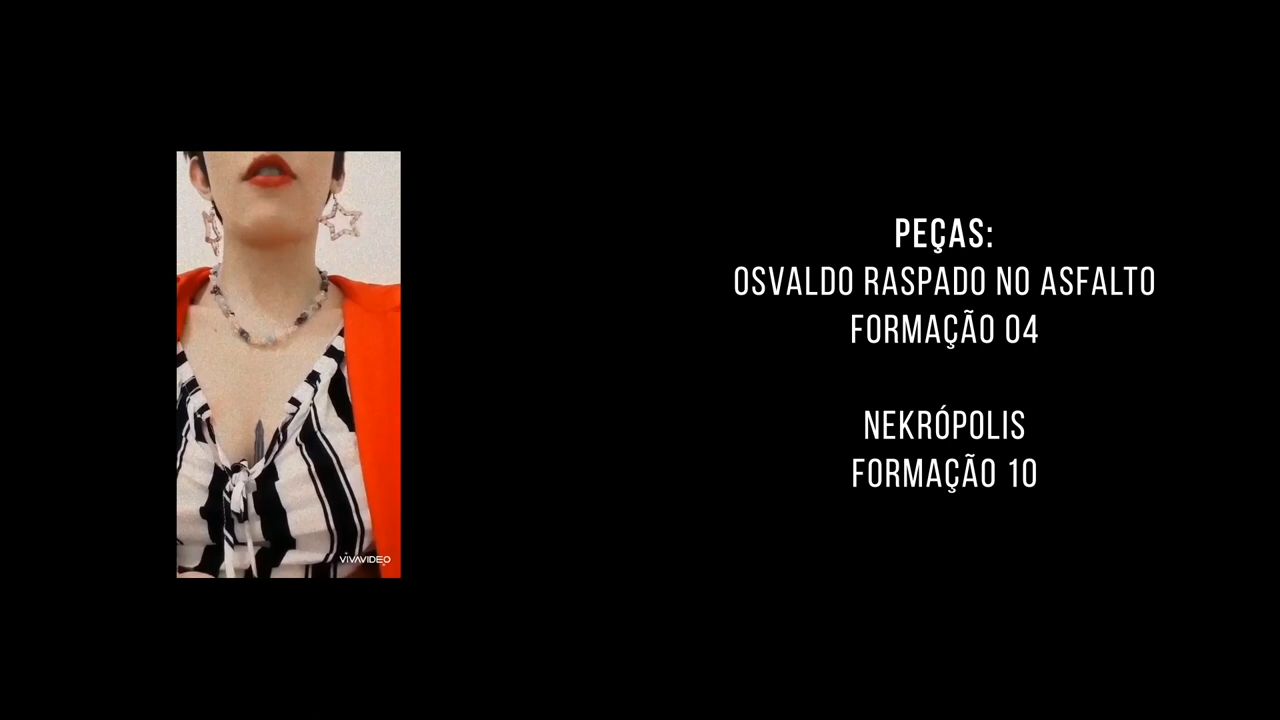 PEÇAS:
OSVALDO RASPADO NO ASFALTO
FORMAÇÃO 04
NEKRÓPOLIS
FORMAÇÃO 10
VIVAVIDEO